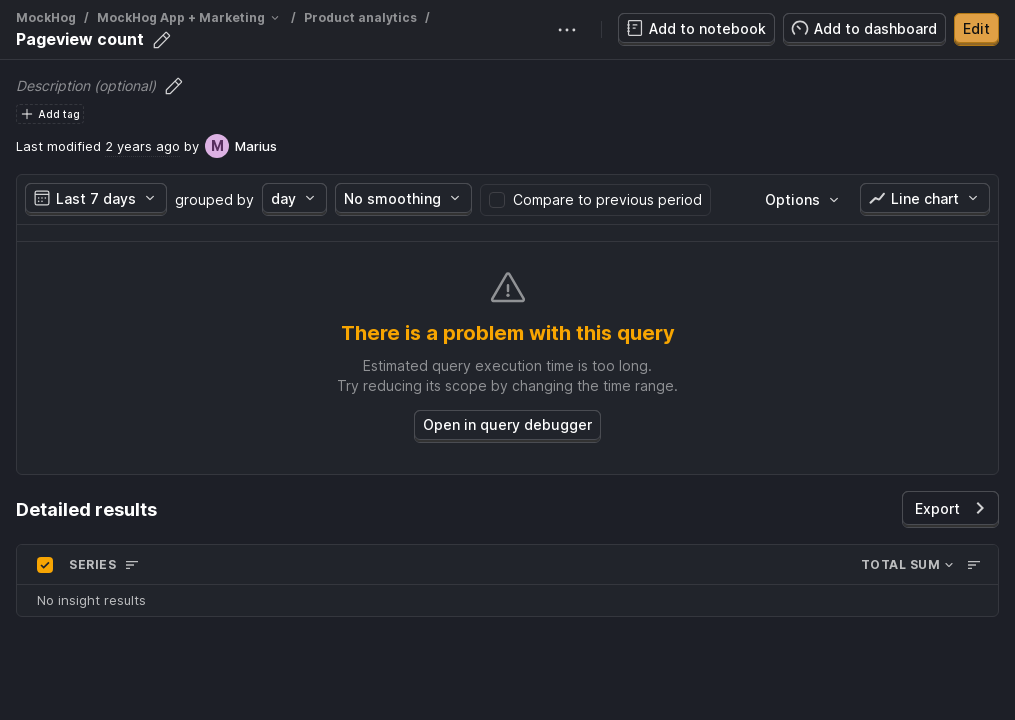 MockHog / MockHog App + Marketing / Product analytics /
Pageview count
Add to notebook
Add to dashboard
Edit
Description (optional)
Add tag
Last modified 2 years ago by M Marius
Last 7 days grouped by day No smoothing Compare to previous period Options Line chart
There is a problem with this query
Estimated query execution time is too long.
Try reducing its scope by changing the time range.
Open in query debugger
Detailed results
Export
SERIES TOTAL SUM
No insight results